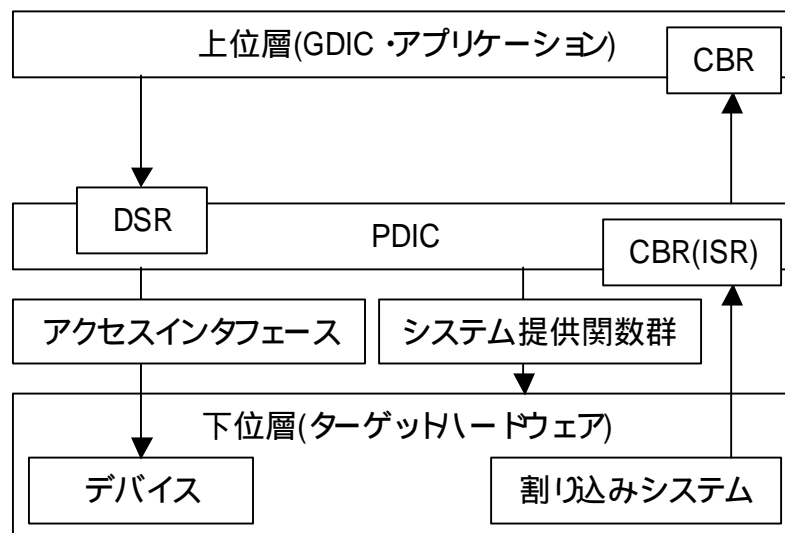 上位層(GDIC・アプリケーション)
CBR
DSR
PDIC
CBR(ISR)
アクセスインタフェース
システム提供関数群
下位層(ターゲットハードウェア)
デバイス
割り込みシステム